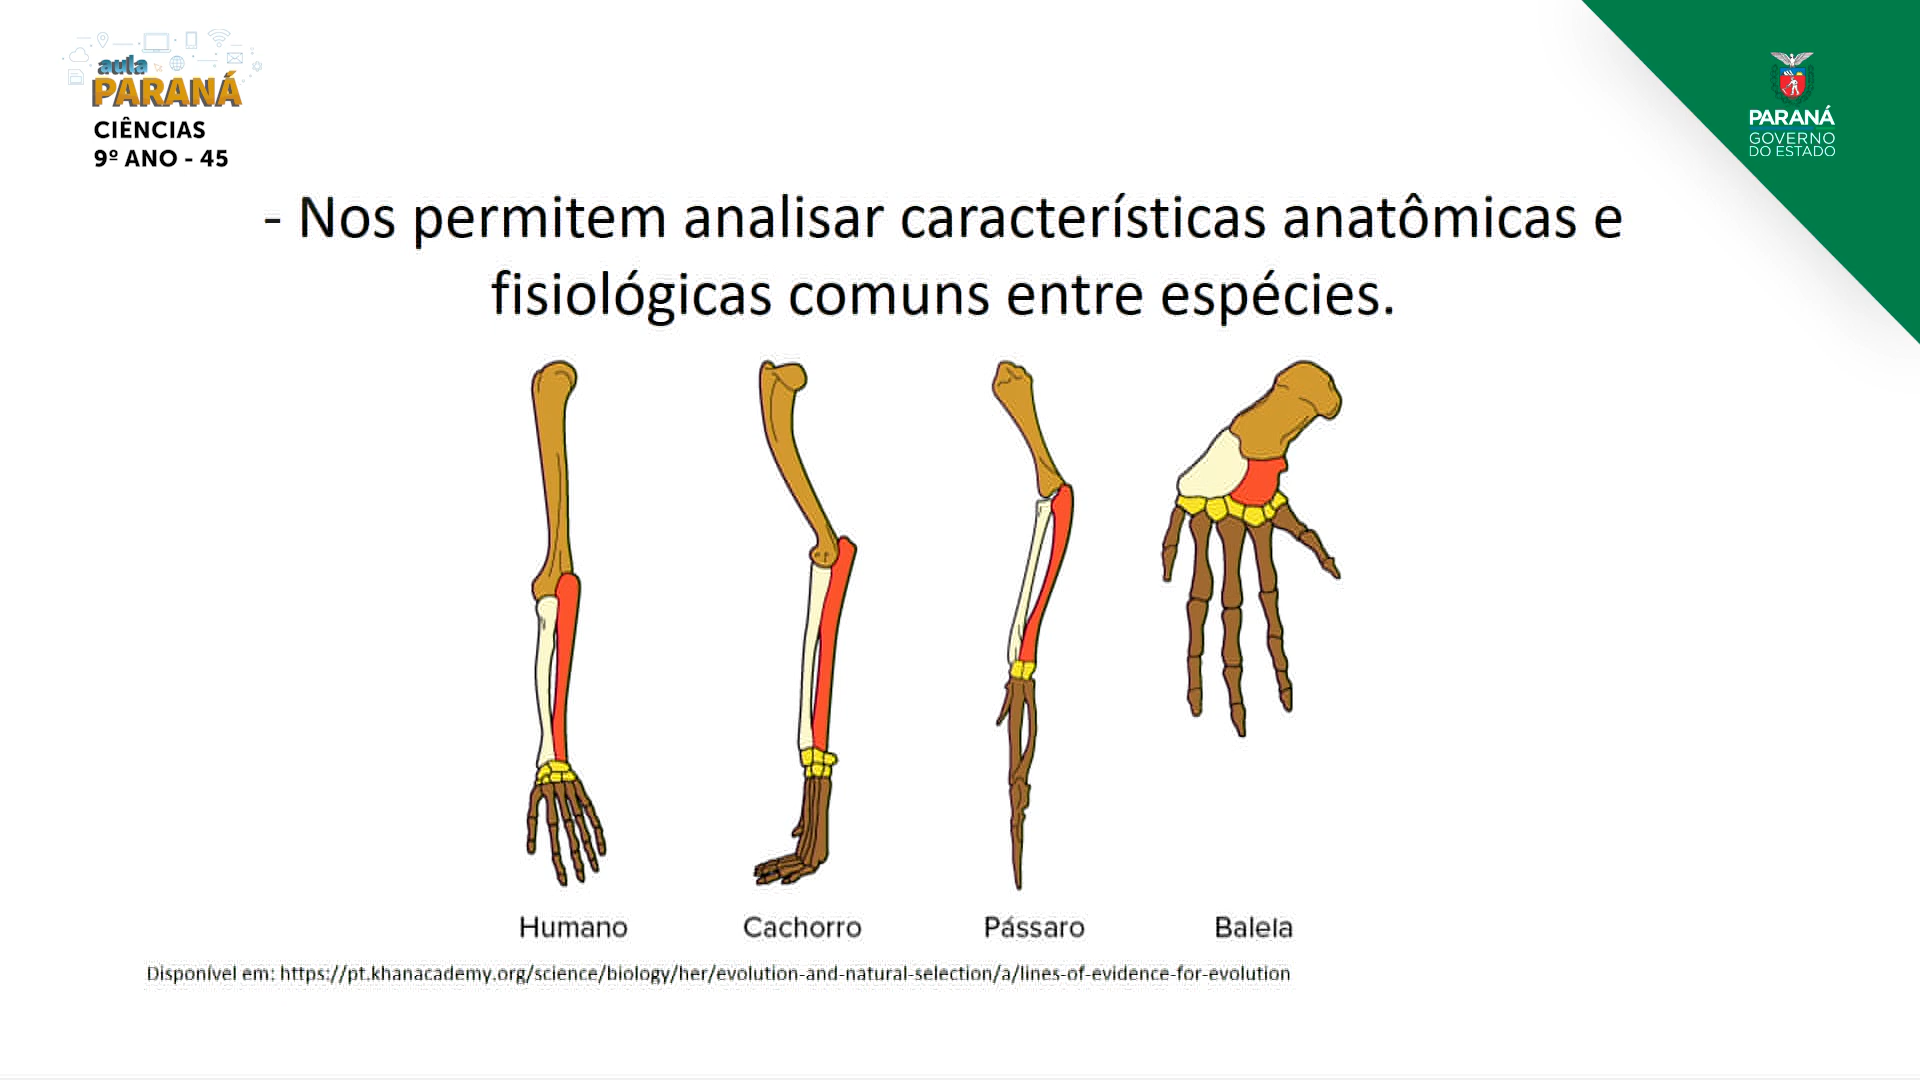 aula
PARANÁ
CIÊNCIAS
9º ANO - 45
PARANÁ
GOVERNO
DO ESTADO
- Nos permitem analisar características anatômicas e
fisiológicas comuns entre espécies.
Humano Cachorro Pássaro Balela
Disponível em: https://pt.khanacademy.org/science/biology/her/evolution-and-natural-selection/a/lines-of-evidence-for-evolution